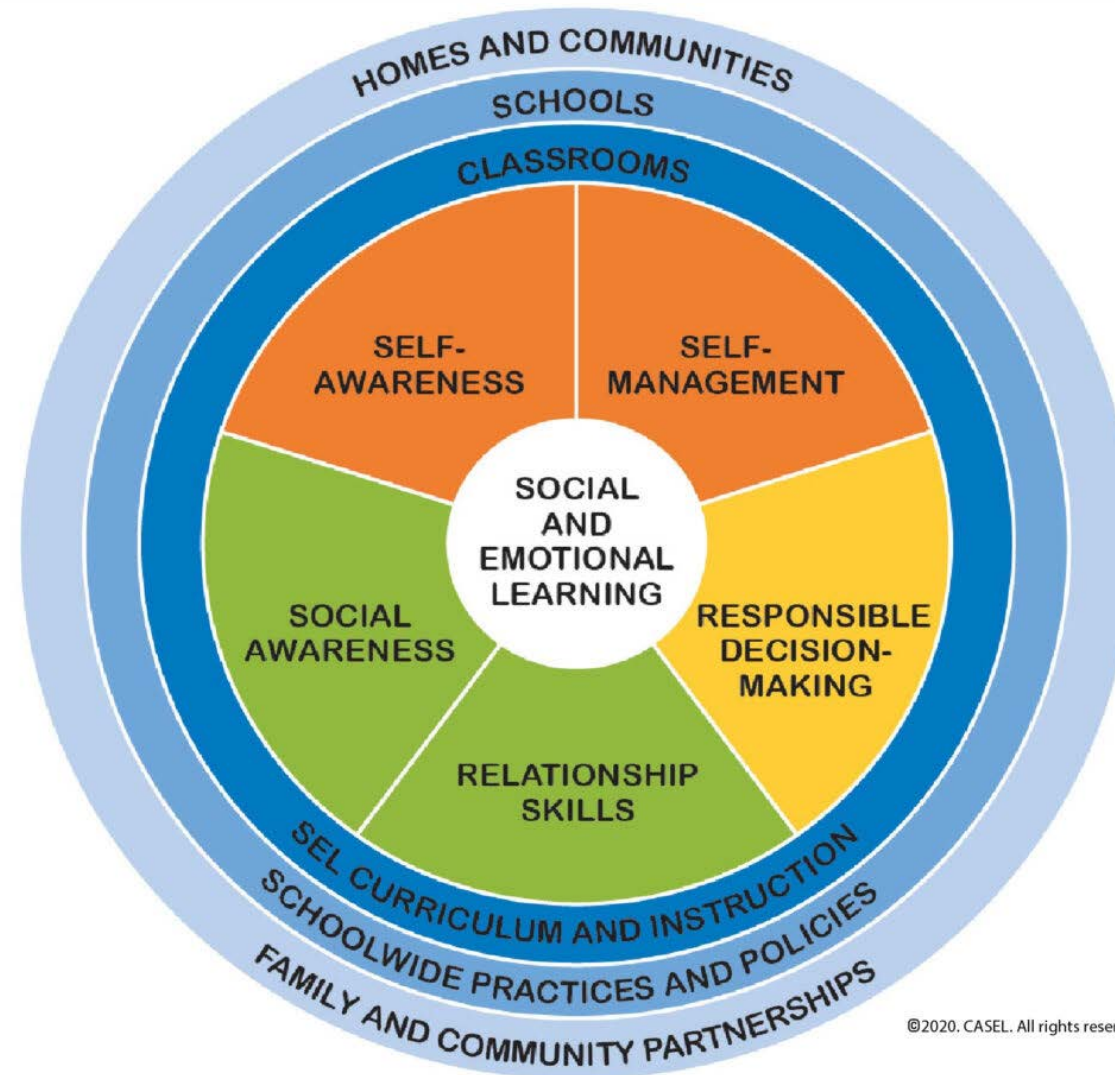 HOMES AND COMMUNITIES
SCHOOLS
CLASSROOMS
SELF-
AWARENESS
SELF-
MANAGEMENT
SOCIAL
AND
EMOTIONAL
LEARNING
SOCIAL
AWARENESS
RESPONSIBLE
DECISION-
MAKING
RELATIONSHIP
SKILLS
SEL CURRICULUM AND INSTRUCTION
SCHOOLWIDE PRACTICES AND POLICIES
FAMILY AND COMMUNITY PARTNERSHIPS
©2020. CASEL. All rights